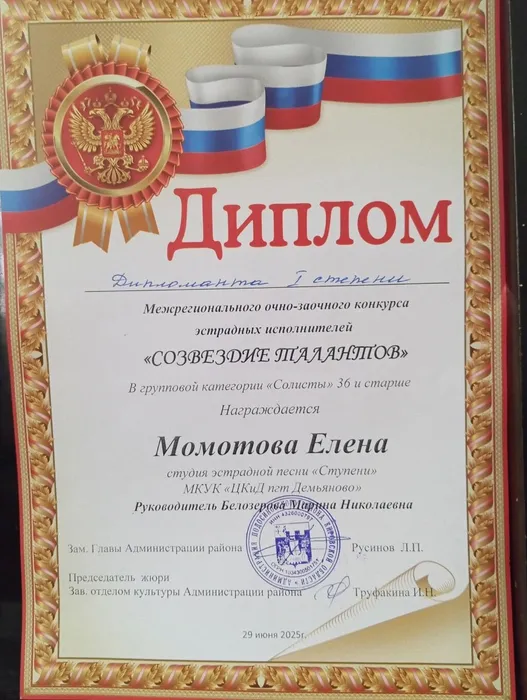 Диплом
Дипломанта I степени
Межрегионального очно-заочного конкурса
эстрадных исполнителей
«СОЗВЕЗДИЕ ТАЛАНТОВ»
В групповой категории «Солисты» 36 и старше
Награждается
Момотова Елена
студия эстрадной песни «Ступени»
МКУК «ЦКиД пгт Демьяново»
Руководитель Белозерова Марина Николаевна
Зам. Главы Администрации района Русинов Л.П.
Председатель жюри
Зав. отделом культуры Администрации района Труфакина И.Н.
29 июня 2025г.